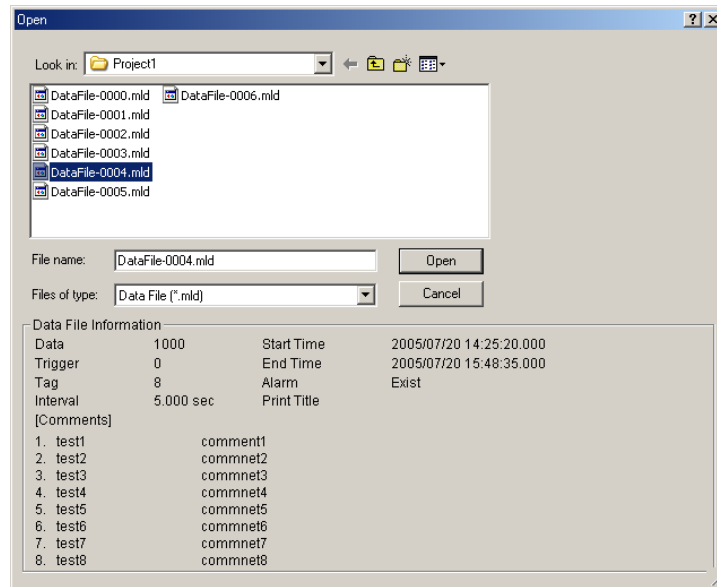 Open
Look in: Project1
DataFile-0000.mld DataFile-0006.mld
DataFile-0001.mld
DataFile-0002.mld
DataFile-0003.mld
DataFile-0004.mld
DataFile-0005.mld
File name: DataFile-0004.mld Open
Files of type: Data File (*.mld) Cancel
Data File Information
Data 1000 Start Time 2005/07/20 14:25:20.000
Trigger 0 End Time 2005/07/20 15:48:35.000
Tag 8 Alarm Exist
Interval 5.000 sec Print Title
[Comments]
1. test1 comment1
2. test2 commnet2
3. test3 commnet3
4. test4 commnet4
5. test5 commnet5
6. test6 commnet6
7. test7 commnet7
8. test8 commnet8